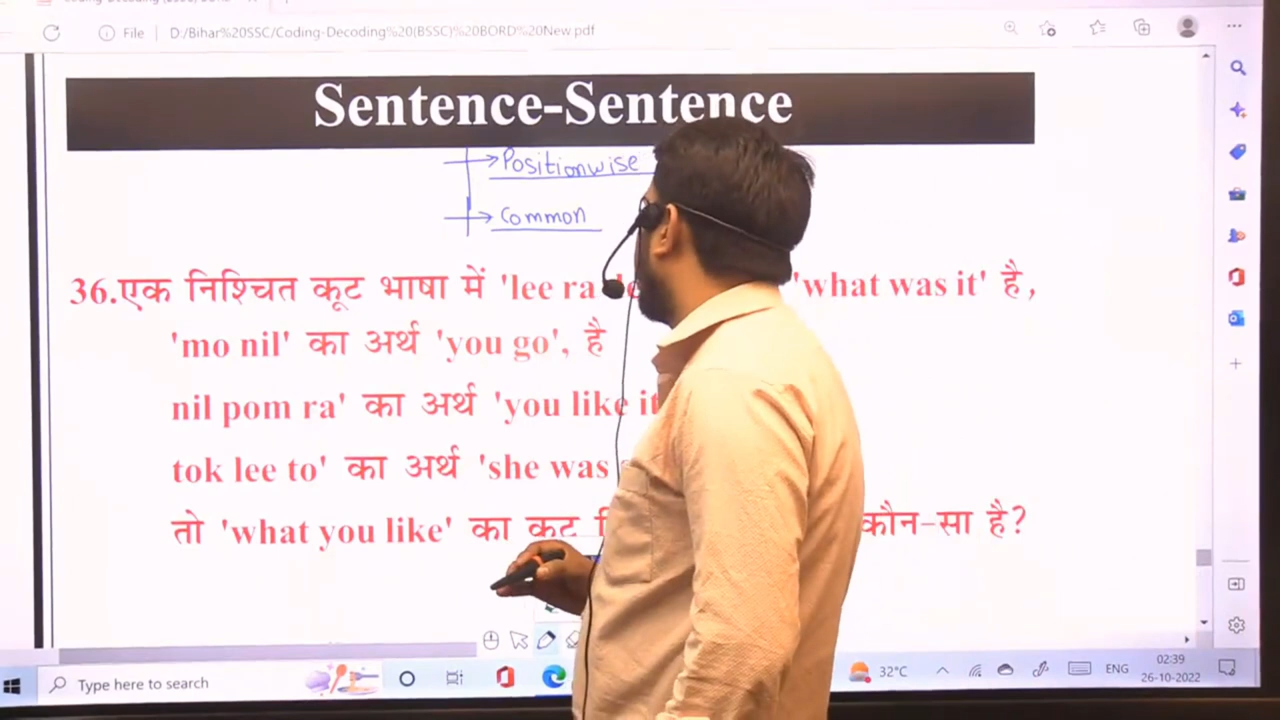 File D:/Bihar%20SSC/Coding-Decoding%20(BSSC)%20BORD%20New.pdf
Sentence-Sentence
Positionwise
Common
36.एक निश्चित कूट भाषा में 'lee ra 'what was it' है,
'mo nil' का अर्थ 'you go', है
nil pom ra' का अर्थ 'you like it
tok lee to' का अर्थ 'she was
तो 'what you like' का कूट कौन-सा है?
Type here to search
32°C
ENG
02:39
26-10-2022